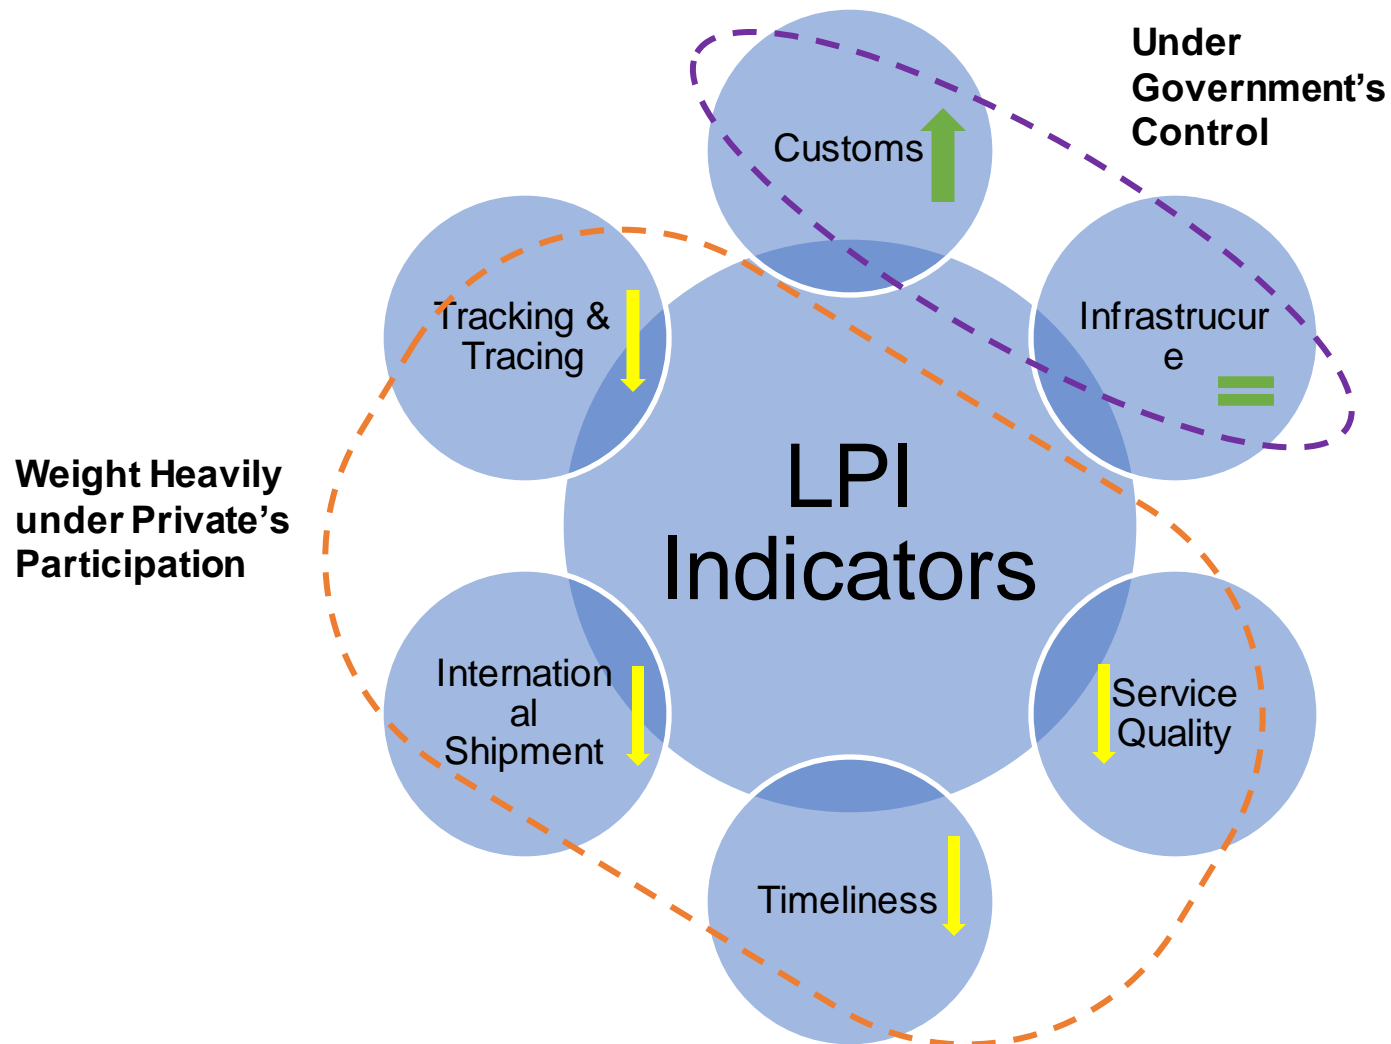 Under
Government’s
Control
Customs
Tracking &
Tracing
Infrastrucur
e
LPI
Indicators
Weight Heavily
under Private’s
Participation
Internation
al
Shipment
Service
Quality
Timeliness